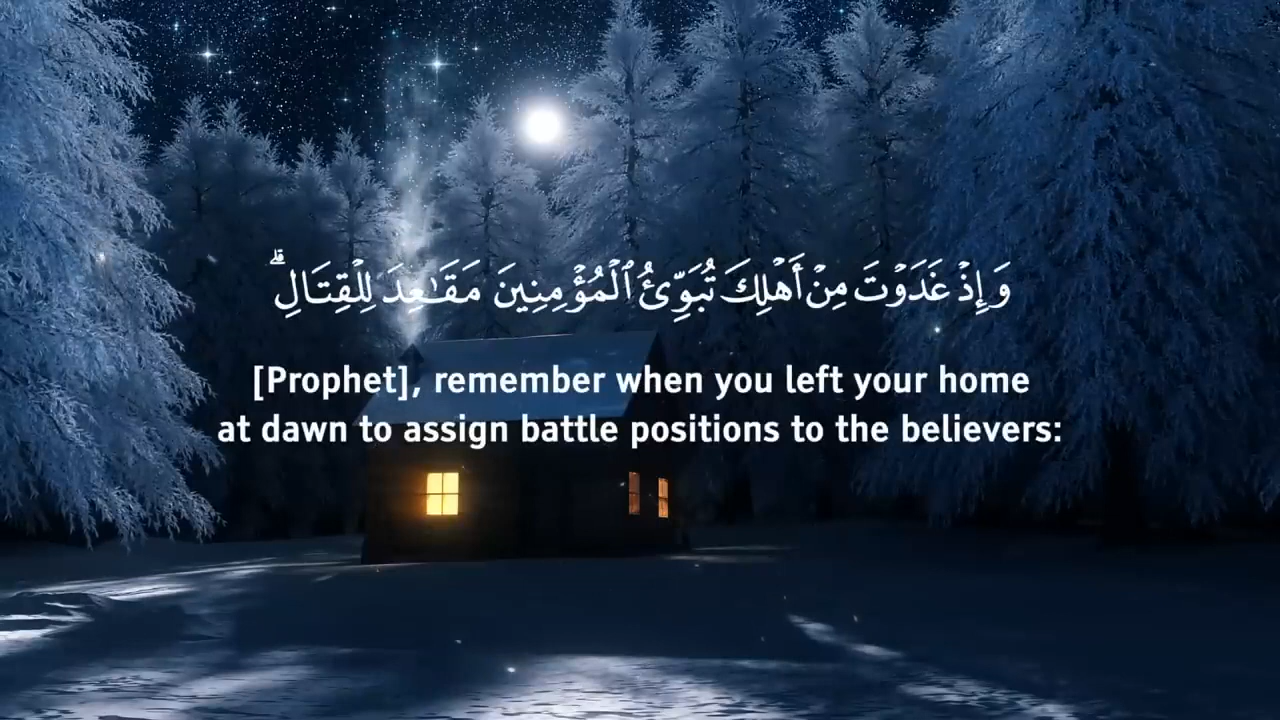 وَإِذۡ غَدَوۡتَ مِنۡ أَهۡلِكَ تُبَوِّئُ ٱلۡمُؤۡمِنِينَ مَقَٰعِدَ لِلۡقِتَالِۗ
[Prophet], remember when you left your home
at dawn to assign battle positions to the believers: